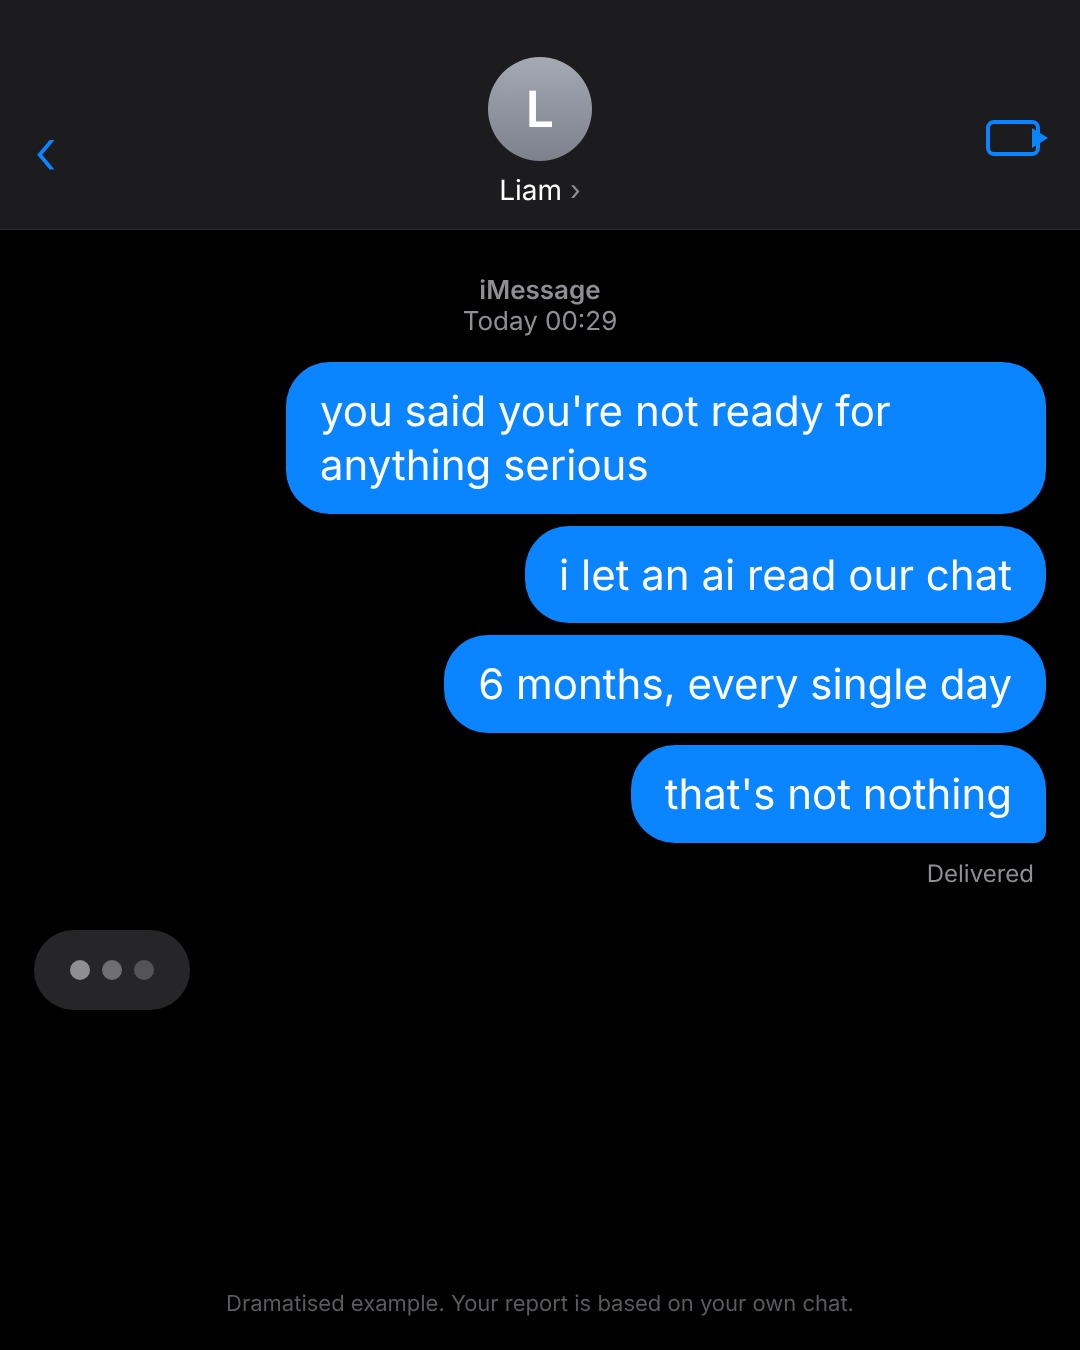 L
Liam ›
iMessage
Today 00:29
you said you're not ready for
anything serious
i let an ai read our chat
6 months, every single day
that's not nothing
Delivered
Dramatised example. Your report is based on your own chat.